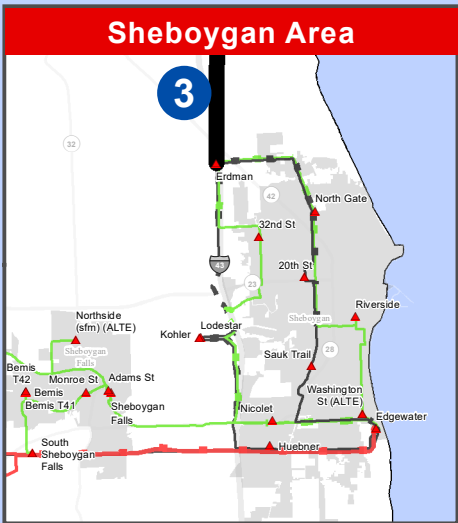 Sheboygan Area
3
32
Erdman
42
North Gate
32nd St
43
20th St
23
Riverside
Northside
(sfm) (ALTE)
Lodestar
Sheboygan
Kohler
Sheboygan
Falls
28
Sauk Trail
Bemis
T42
Monroe St
Adams St
Bemis
Bemis T41
Washington
St (ALTE)
Sheboygan
Falls
Nicolet
Edgewater
South
Sheboygan
Falls
Huebner